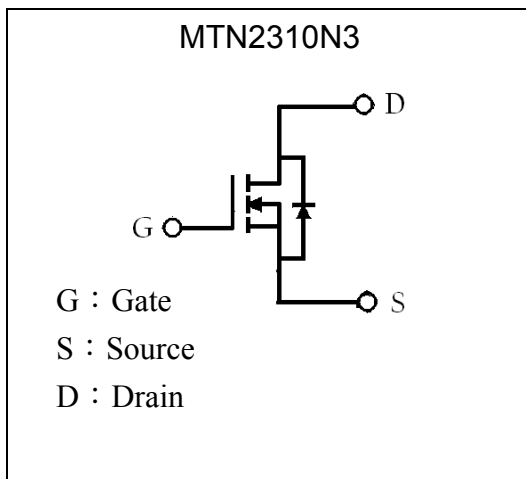 MTN2310N3
D
G
S
G：Gate
S：Source
D：Drain